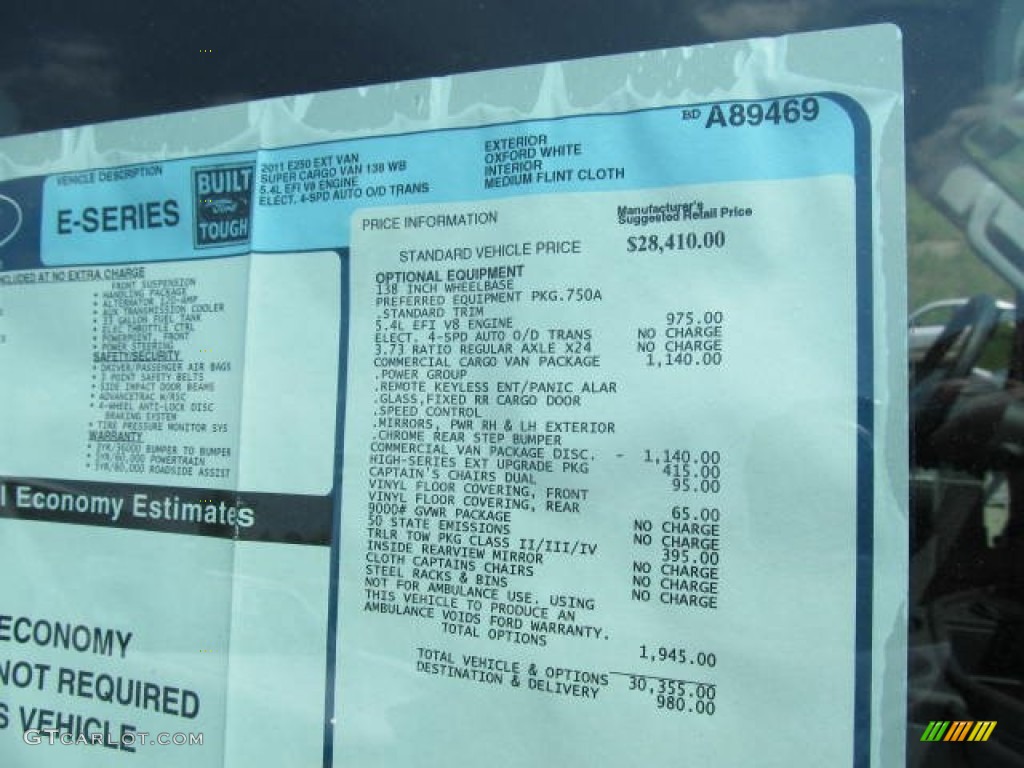 BD A89469
VEHICLE DESCRIPTION
E-SERIES
BUILT
Ford
TOUGH
2011 E250 EXT VAN
SUPER CARGO VAN 138 WB
5.4L EFI V8 ENGINE
ELECT. 4-SPD AUTO O/D TRANS
EXTERIOR
OXFORD WHITE
INTERIOR
MEDIUM FLINT CLOTH
INCLUDED AT NO EXTRA CHARGE
FRONT SUSPENSION
• HANDLING PACKAGE
• ALTERNATOR
• AUX TRANSMISSION COOLER
• 33 GALLON FUEL TANK
• ELEC THROTTLE CTRL
• POWERPOINT, FRONT
• POWER STEERING
SAFETY/SECURITY
• DRIVER/PASSENGER AIR BAGS
• 3 POINT SAFETY BELTS
• SIDE IMPACT DOOR BEAMS
• ADVANCETRAC W/RSC
• 4-WHEEL ANTI-LOCK DISC
BRAKING SYSTEM
• TIRE PRESSURE MONITOR SYS
WARRANTY
• 3YR/36000 BUMPER TO BUMPER
• 5YR/60,000 POWERTRAIN
• 5YR/60,000 ROADSIDE ASSIST
l Economy Estimates
ECONOMY
NOT REQUIRED
S VEHICLE
PRICE INFORMATION
Manufacturer's
Suggested Retail Price
STANDARD VEHICLE PRICE $28,410.00
OPTIONAL EQUIPMENT
138 INCH WHEELBASE
PREFERRED EQUIPMENT PKG.750A
.STANDARD TRIM
5.4L EFI V8 ENGINE 975.00
ELECT. 4-SPD AUTO O/D TRANS NO CHARGE
3.73 RATIO REGULAR AXLE X24 NO CHARGE
COMMERCIAL CARGO VAN PACKAGE 1,140.00
.POWER GROUP
.REMOTE KEYLESS ENT/PANIC ALAR
.GLASS,FIXED RR CARGO DOOR
.SPEED CONTROL
.MIRRORS, PWR RH & LH EXTERIOR
.CHROME REAR STEP BUMPER
COMMERCIAL VAN PACKAGE DISC. - 1,140.00
HIGH-SERIES EXT UPGRADE PKG 415.00
CAPTAIN'S CHAIRS DUAL 95.00
VINYL FLOOR COVERING, FRONT
VINYL FLOOR COVERING, REAR 65.00
9000# GVWR PACKAGE NO CHARGE
50 STATE EMISSIONS NO CHARGE
TRLR TOW PKG CLASS II/III/IV 395.00
INSIDE REARVIEW MIRROR NO CHARGE
CLOTH CAPTAINS CHAIRS NO CHARGE
STEEL RACKS & BINS NO CHARGE
NOT FOR AMBULANCE USE. USING
THIS VEHICLE TO PRODUCE AN
AMBULANCE VOIDS FORD WARRANTY.
TOTAL OPTIONS 1,945.00
TOTAL VEHICLE & OPTIONS 30,355.00
DESTINATION & DELIVERY 980.00
GTCarLot.com